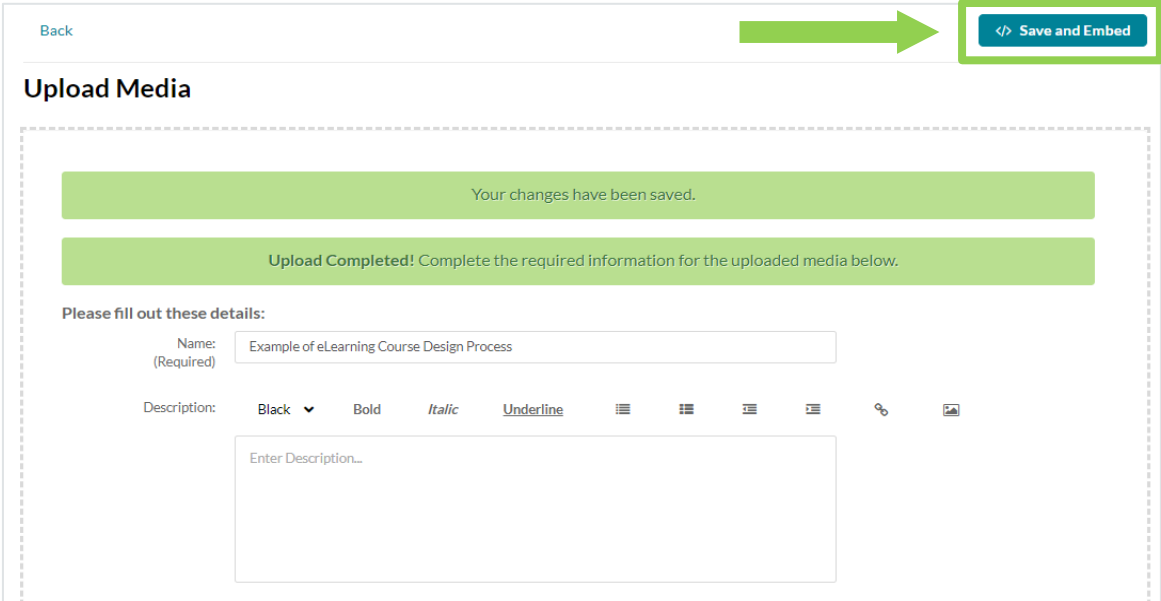 Back
</> Save and Embed
Upload Media
Your changes have been saved.
Upload Completed! Complete the required information for the uploaded media below.
Please fill out these details:
Name:
(Required)
Example of eLearning Course Design Process
Description:
Black Bold Italic Underline
Enter Description...